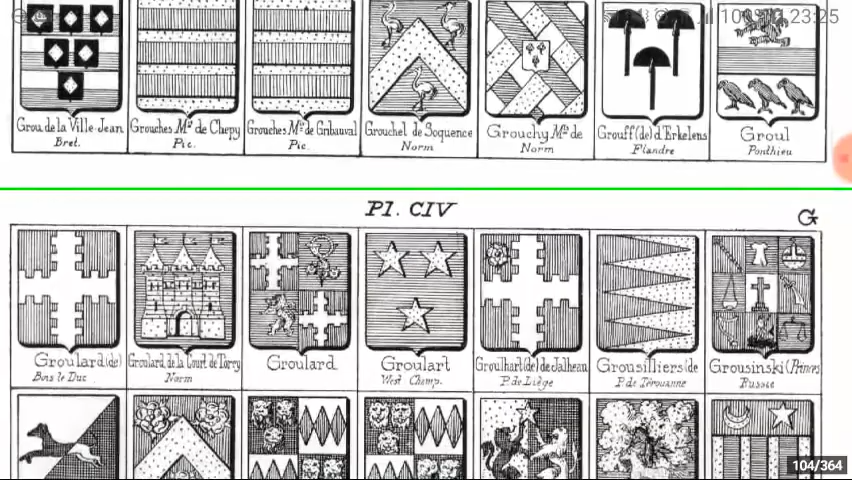 23:25
Grou de la Ville-Jean
Bret.
Grouches Mis de Chepy
Pic.
Grouches Mis de Gribauval
Pic.
Grouchel de Soquence
Norm
Grouchy Mis de
Norm
Grouff (de) d'Erkelens
Flandre
Groul
Ponthieu
Pl. CIV
G
Groulard (de)
Bois le Duc
Groulard de la Court de Torry
Norm
Groulard
Groulart
West Champ.
Groulhart (de) de Jalheau
P. de Liège
Grousilliers (de
P. de Térouanne
Grousinski (Princes
Russie
104/364